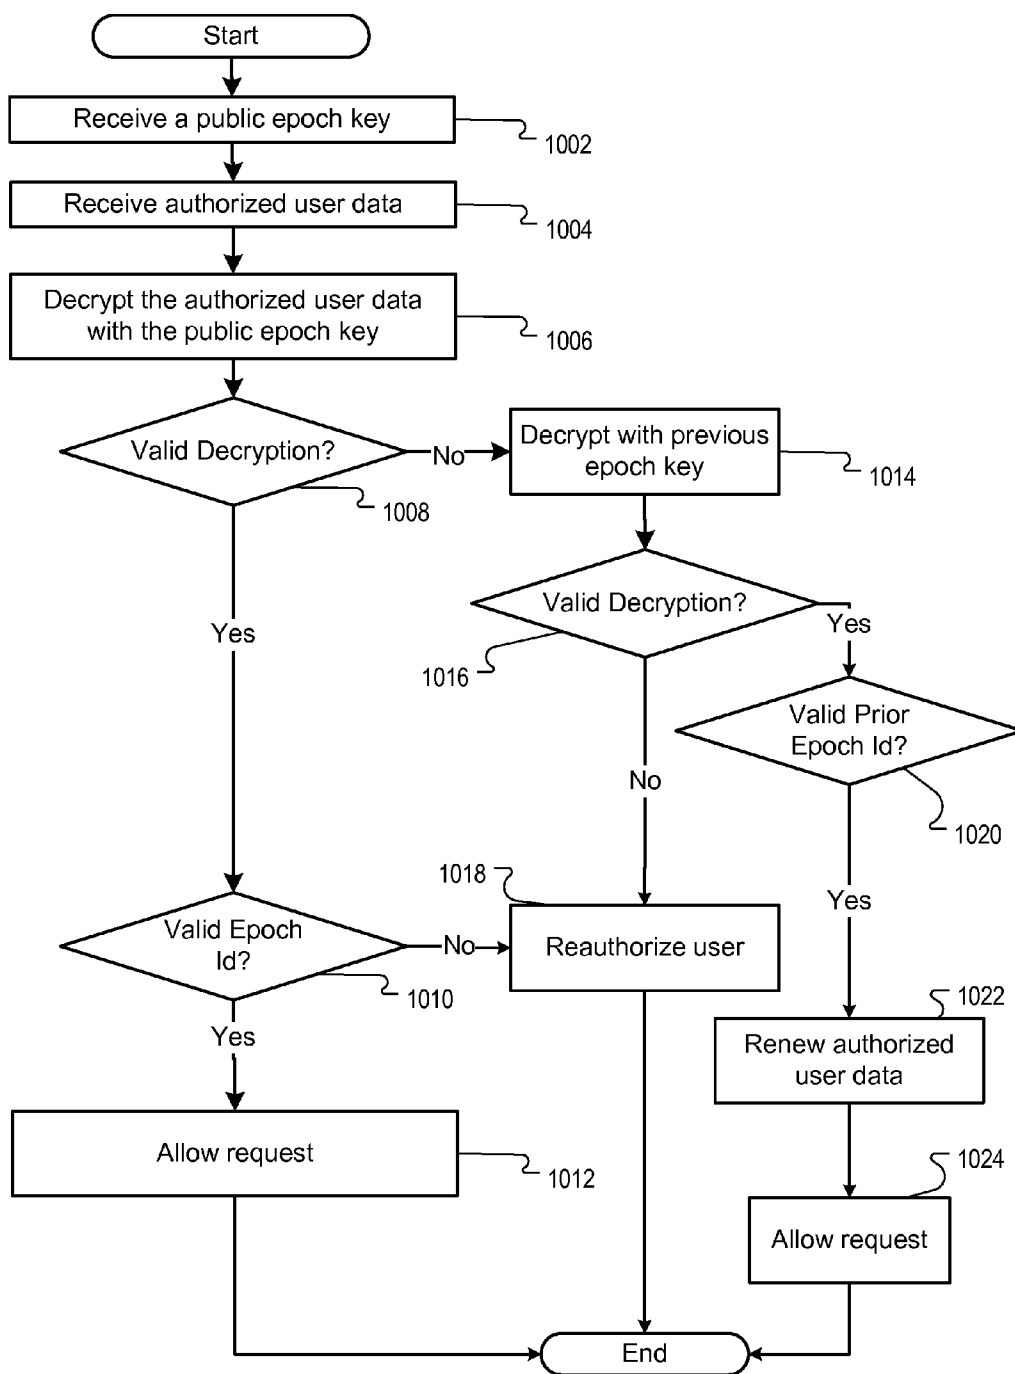 Start
Receive a public epoch key
1002
Receive authorized user data
1004
Decrypt the authorized user data
with the public epoch key
1006
Valid Decryption?
1008
No
Decrypt with previous
epoch key
1014
Yes
Valid Decryption?
1016
Yes
Valid Prior
Epoch Id?
1020
No
1018
Yes
Valid Epoch
Id?
1010
No
Reauthorize user
Yes
1022
Renew authorized
user data
Allow request
1012
1024
Allow request
End